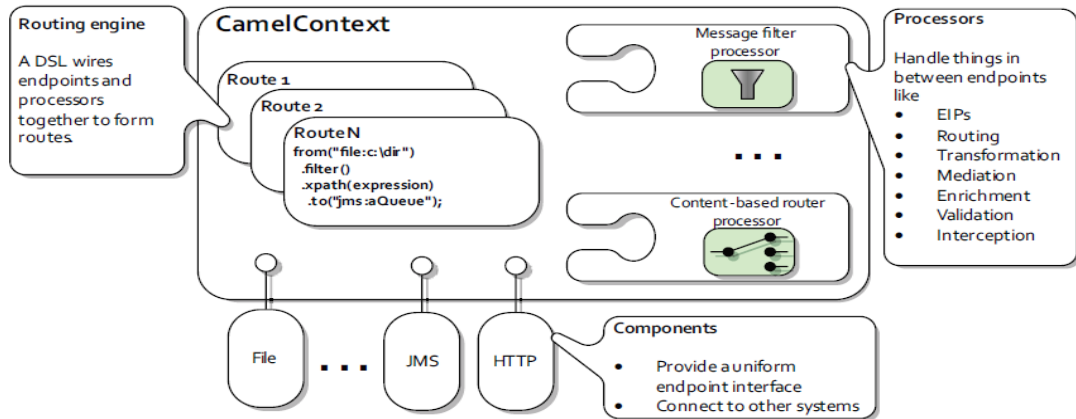 Routing engine
A DSL wires
endpoints and
processors
together to form
routes.
CamelContext
Route 1
Route 2
Route N
from("file:c:\dir")
.filter()
.xpath(expression)
.to("jms:aQueue");
Message filter
processor
...
Content-based router
processor
Processors
Handle things in
between endpoints
like
• EIPs
• Routing
• Transformation
• Mediation
• Enrichment
• Validation
• Interception
File
...
JMS
HTTP
Components
• Provide a uniform
endpoint interface
• Connect to other systems